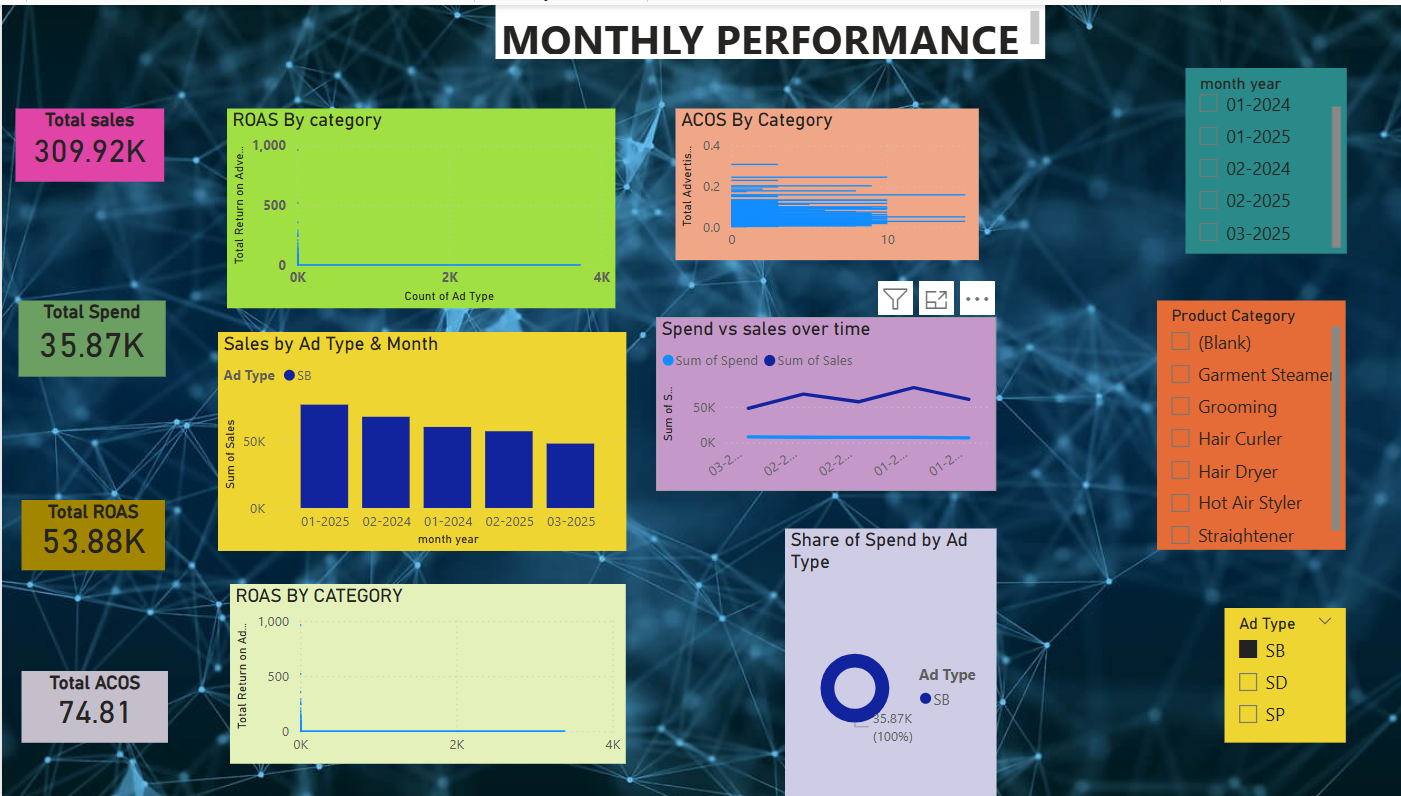 MONTHLY PERFORMANCE
Total sales
309.92K
Total Spend
35.87K
Total ROAS
53.88K
Total ACOS
74.81
ROAS By category
Total Return on Adve...
1,000
500
0
0K
2K
4K
Count of Ad Type
Sales by Ad Type & Month
Ad Type SB
Sum of Sales
50K
0K
01-2025
02-2024
01-2024
02-2025
03-2025
month year
ROAS BY CATEGORY
Total Return on Ad...
1,000
500
0
0K
2K
4K
ACOS By Category
Total Advertis...
0.4
0.2
0.0
0
10
Spend vs sales over time
Sum of Spend Sum of Sales
Sum of S...
50K
0K
03-2...
02-2...
02-2...
01-2...
01-2...
Share of Spend by Ad
Type
Ad Type
SB
35.87K
(100%)
month year
01-2024
01-2025
02-2024
02-2025
03-2025
Product Category
(Blank)
Garment Steamer
Grooming
Hair Curler
Hair Dryer
Hot Air Styler
Straightener
Ad Type
SB
SD
SP